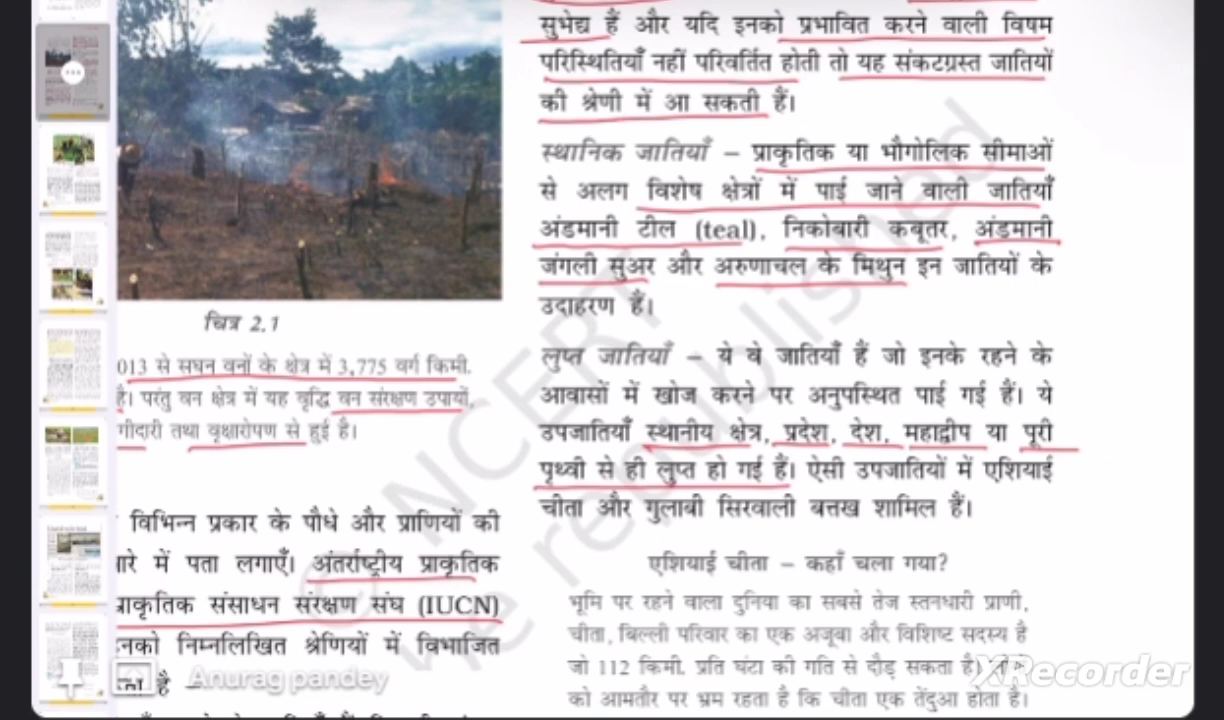 चित्र 2.1
013 से सघन वनों के क्षेत्र में 3,775 वर्ग किमी.
है। परंतु वन क्षेत्र में यह वृद्धि वन संरक्षण उपायों,
गीदारी तथा वृक्षारोपण से हुई है।
विभिन्न प्रकार के पौधे और प्राणियों की
ारे में पता लगाएँ। अंतर्राष्ट्रीय प्राकृतिक
प्राकृतिक संसाधन संरक्षण संघ (IUCN)
नको निम्नलिखित श्रेणियों में विभाजित
है –
सुभेद्य हैं और यदि इनको प्रभावित करने वाली विषम
परिस्थितियाँ नहीं परिवर्तित होती तो यह संकटग्रस्त जातियों
की श्रेणी में आ सकती हैं।
स्थानिक जातियाँ – प्राकृतिक या भौगोलिक सीमाओं
से अलग विशेष क्षेत्रों में पाई जाने वाली जातियाँ
अंडमानी टील (teal), निकोबारी कबूतर, अंडमानी
जंगली सुअर और अरुणाचल के मिथुन इन जातियों के
उदाहरण हैं।
लुप्त जातियाँ – ये वे जातियाँ हैं जो इनके रहने के
आवासों में खोज करने पर अनुपस्थित पाई गई हैं। ये
उपजातियाँ स्थानीय क्षेत्र, प्रदेश, देश, महाद्वीप या पूरी
पृथ्वी से ही लुप्त हो गई हैं। ऐसी उपजातियों में एशियाई
चीता और गुलाबी सिरवाली बत्तख शामिल हैं।
एशियाई चीता – कहाँ चला गया?
भूमि पर रहने वाला दुनिया का सबसे तेज स्तनधारी प्राणी,
चीता, बिल्ली परिवार का एक अजूबा और विशिष्ट सदस्य है
जो 112 किमी. प्रति घंटा की गति से दौड़ सकता है।
को आमतौर पर भ्रम रहता है कि चीता एक तेंदुआ होता है।
© NCERT
be republished
Anurag pandey
XRecorder